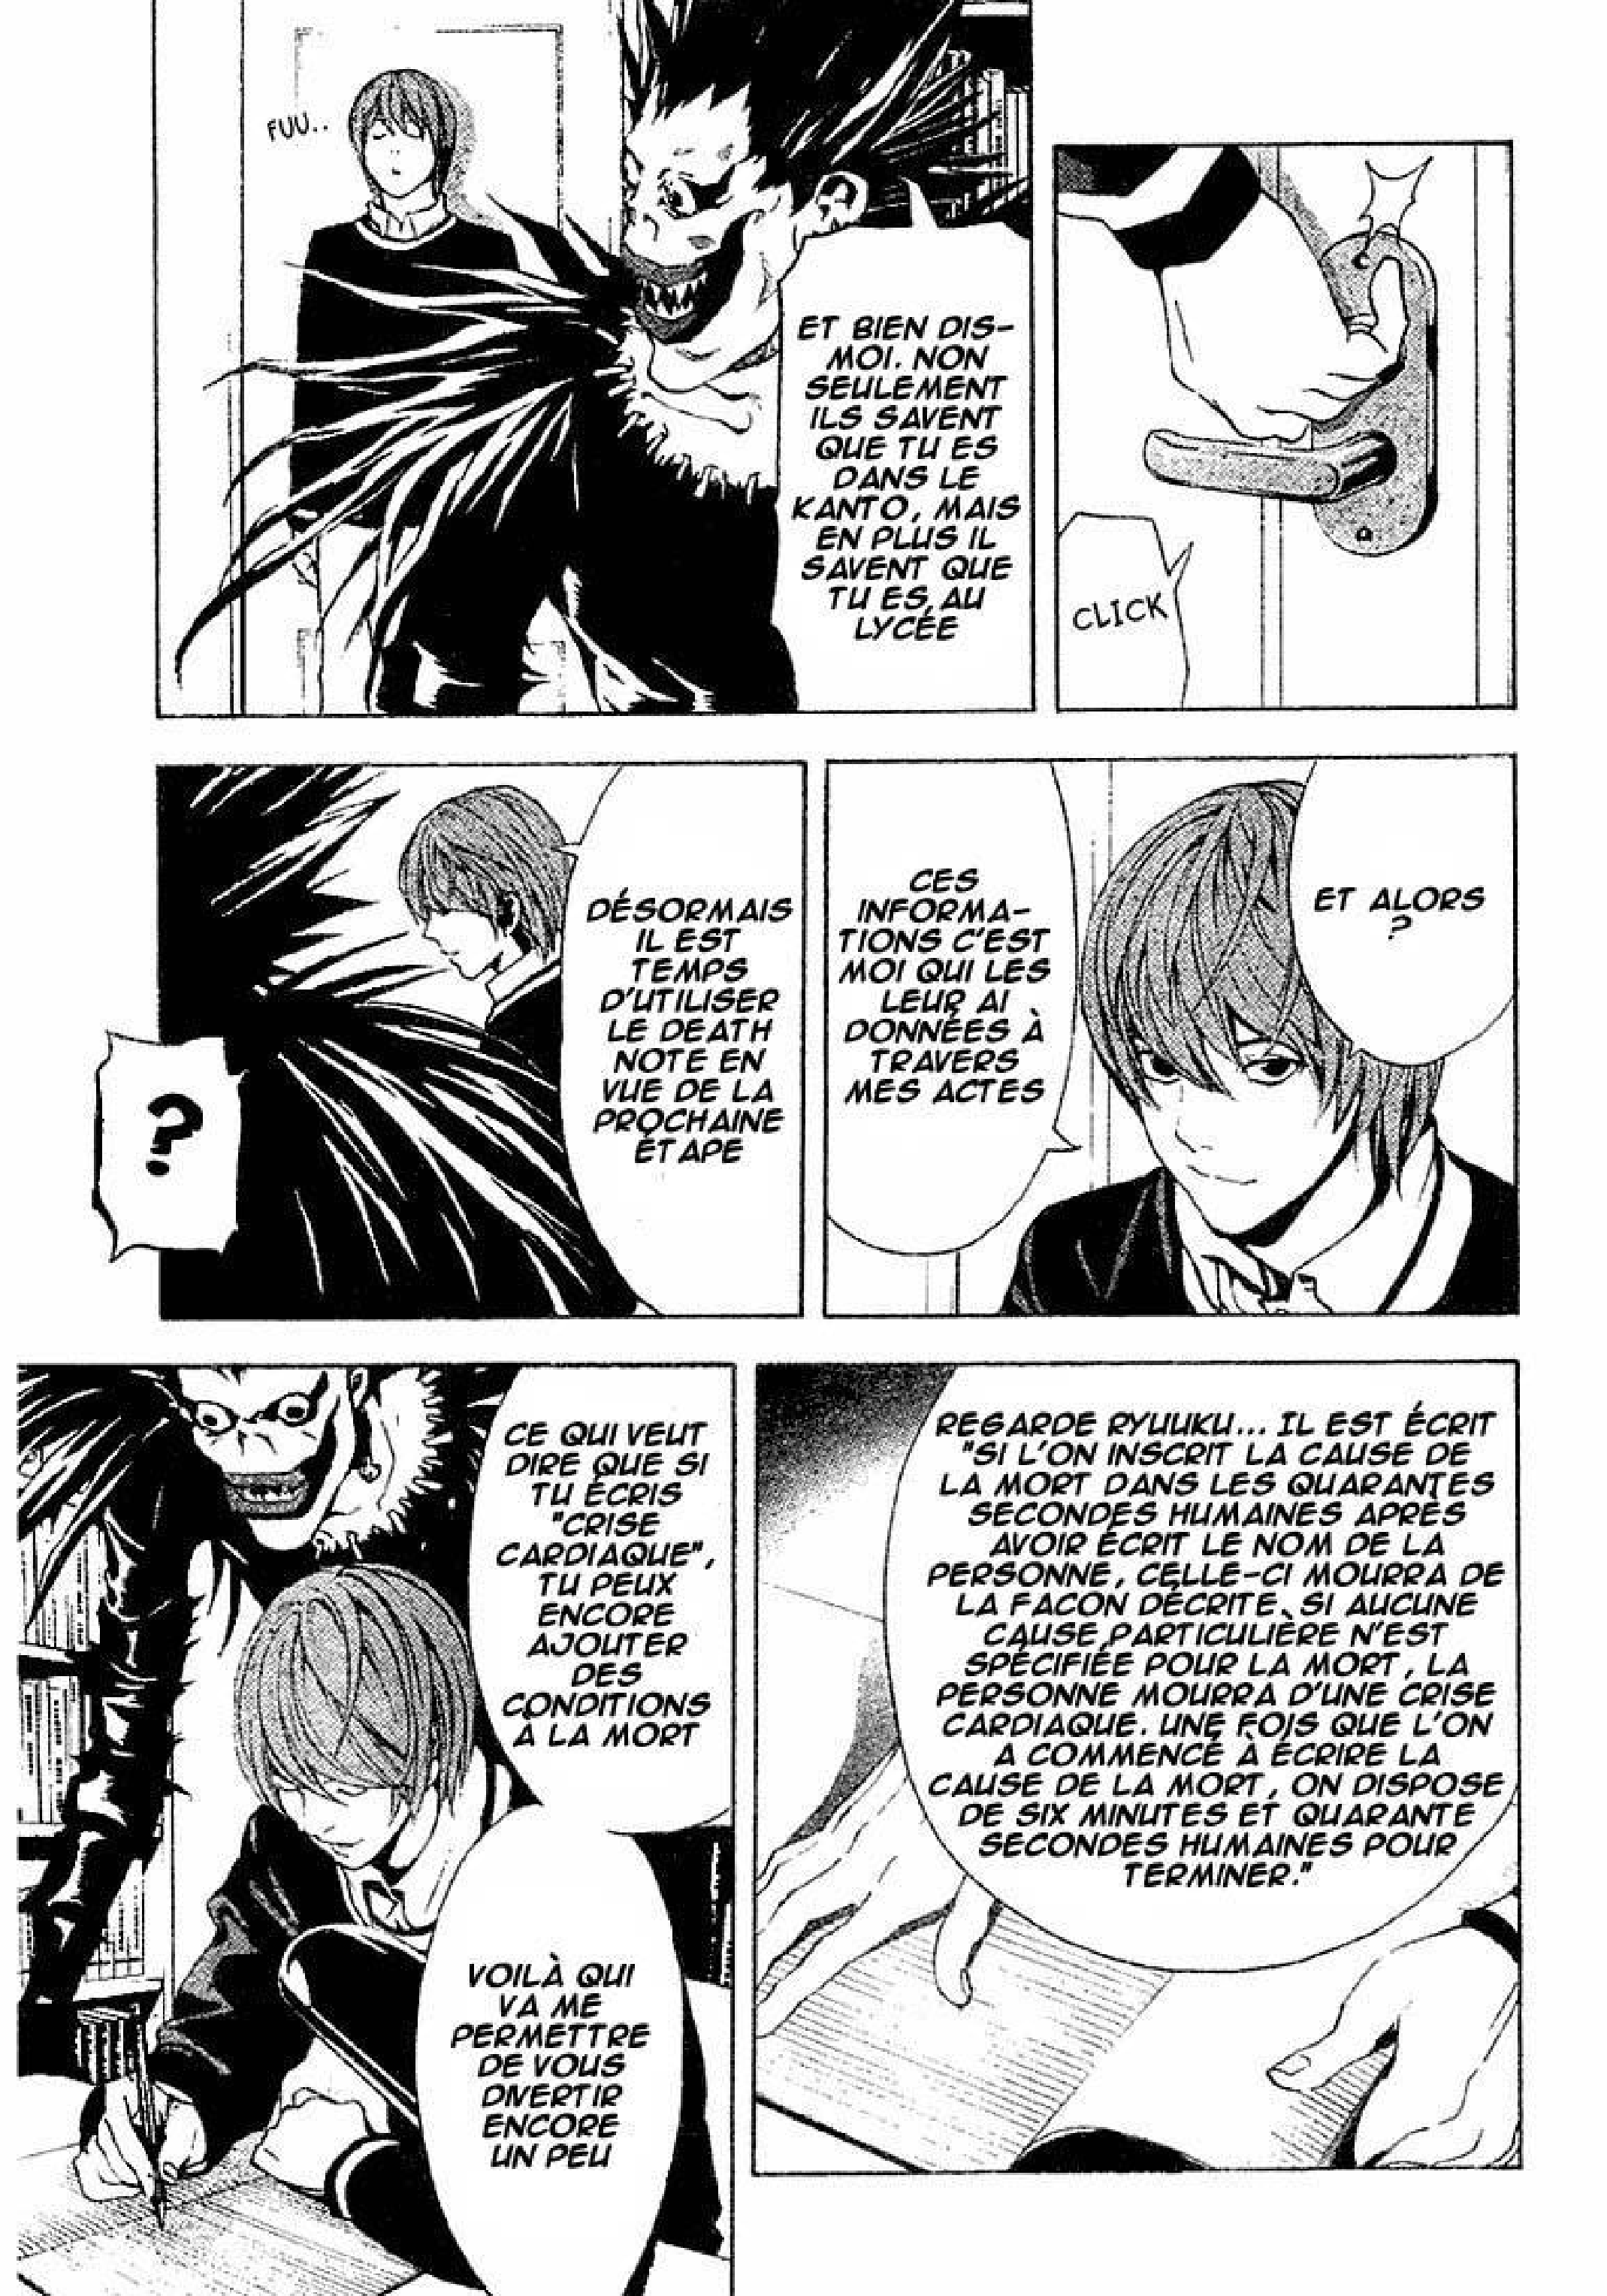 CLICK
FUU..
ET BIEN DIS-
MOI. NON
SEULEMENT
ILS SAVENT
QUE TU ES
DANS LE
KANTO, MAIS
EN PLUS IL
SAVENT QUE
TU ES AU
LYCÉE
ET ALORS
?
CES
INFORMA-
TIONS C'EST
MOI QUI LES
LEUR AI
DONNÉES À
TRAVERS
MES ACTES
DÉSORMAIS
IL EST
TEMPS
D'UTILISER
LE DEATH
NOTE EN
VUE DE LA
PROCHAINE
ÉTAPE
?
REGARDE RYUUKU... IL EST ÉCRIT
"SI L'ON INSCRIT LA CAUSE DE
LA MORT DANS LES QUARANTES
SECONDES HUMAINES APRÈS
AVOIR ÉCRIT LE NOM DE LA
PERSONNE, CELLE-CI MOURRA DE
LA FACON DÉCRITE. SI AUCUNE
CAUSE PARTICULIÈRE N'EST
SPÉCIFIÉE POUR LA MORT, LA
PERSONNE MOURRA D'UNE CRISE
CARDIAQUE. UNE FOIS QUE L'ON
A COMMENCÉ À ÉCRIRE LA
CAUSE DE LA MORT, ON DISPOSE
DE SIX MINUTES ET QUARANTE
SECONDES HUMAINES POUR
TERMINER."
CE QUI VEUT
DIRE QUE SI
TU ÉCRIS
"CRISE
CARDIAQUE",
TU PEUX
ENCORE
AJOUTER
DES
CONDITIONS
À LA MORT
VOILÀ QUI
VA ME
PERMETTRE
DE VOUS
DIVERTIR
ENCORE
UN PEU